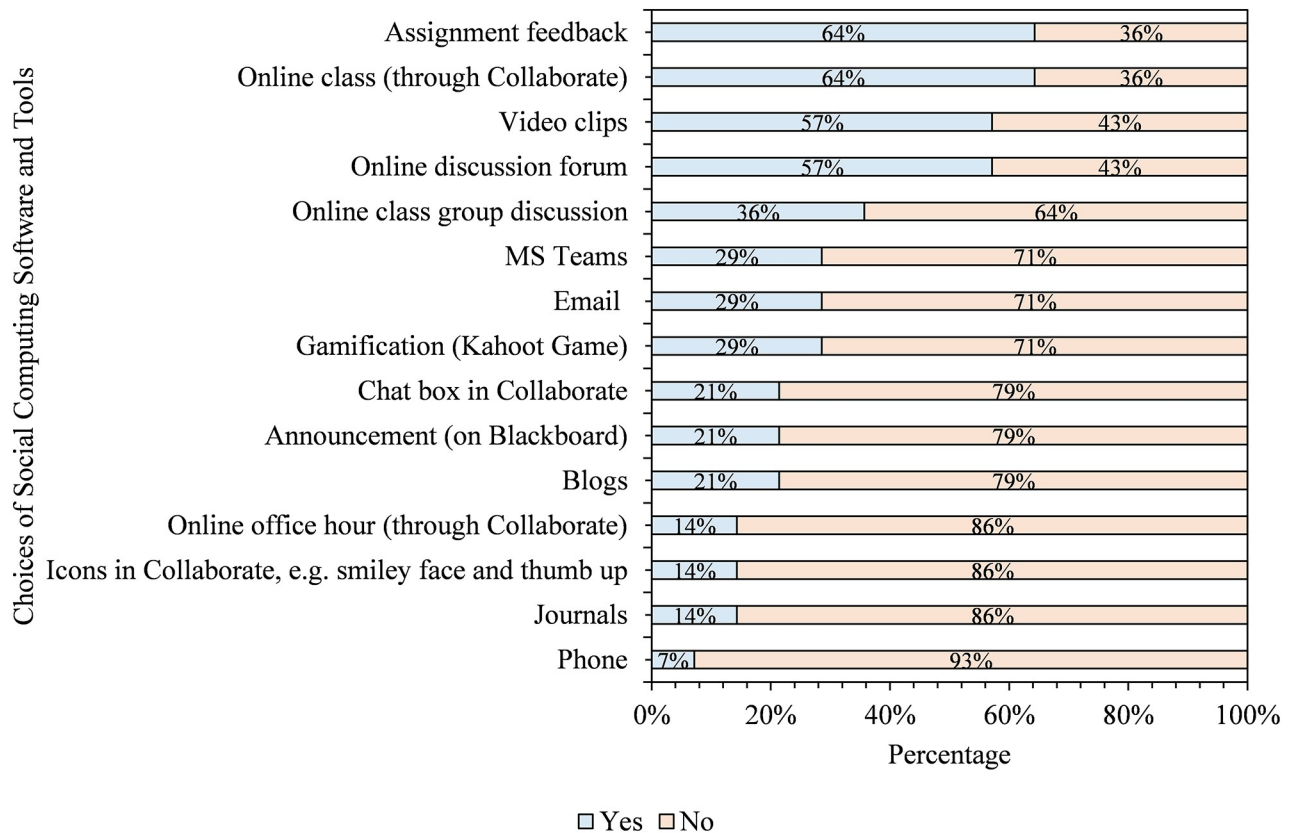 Choices of Social Computing Software and Tools
Assignment feedback 64% 36%
Online class (through Collaborate) 64% 36%
Video clips 57% 43%
Online discussion forum 57% 43%
Online class group discussion 36% 64%
MS Teams 29% 71%
Email 29% 71%
Gamification (Kahoot Game) 29% 71%
Chat box in Collaborate 21% 79%
Announcement (on Blackboard) 21% 79%
Blogs 21% 79%
Online office hour (through Collaborate) 14% 86%
Icons in Collaborate, e.g. smiley face and thumb up 14% 86%
Journals 14% 86%
Phone 7% 93%
0% 20% 40% 60% 80% 100%
Percentage
Yes No